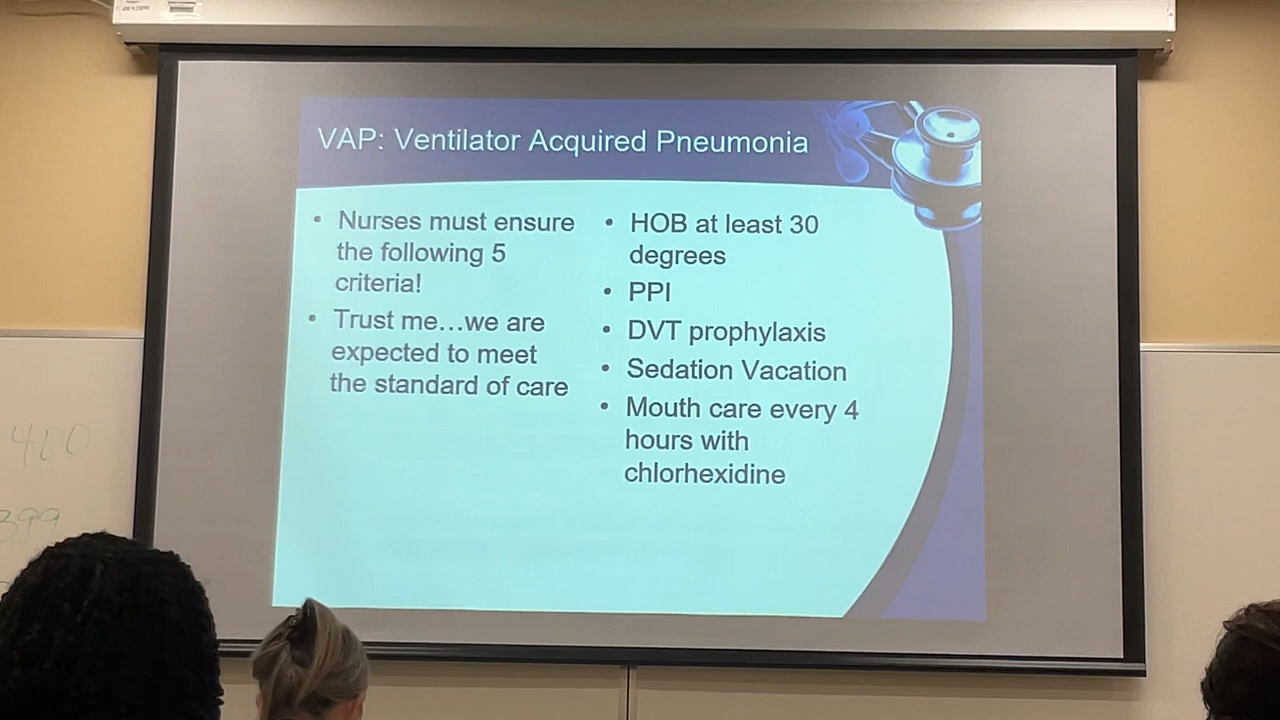 VAP: Ventilator Acquired Pneumonia
• Nurses must ensure
the following 5
criteria!
• Trust me...we are
expected to meet
the standard of care
• HOB at least 30
degrees
• PPI
• DVT prophylaxis
• Sedation Vacation
• Mouth care every 4
hours with
chlorhexidine
400
399